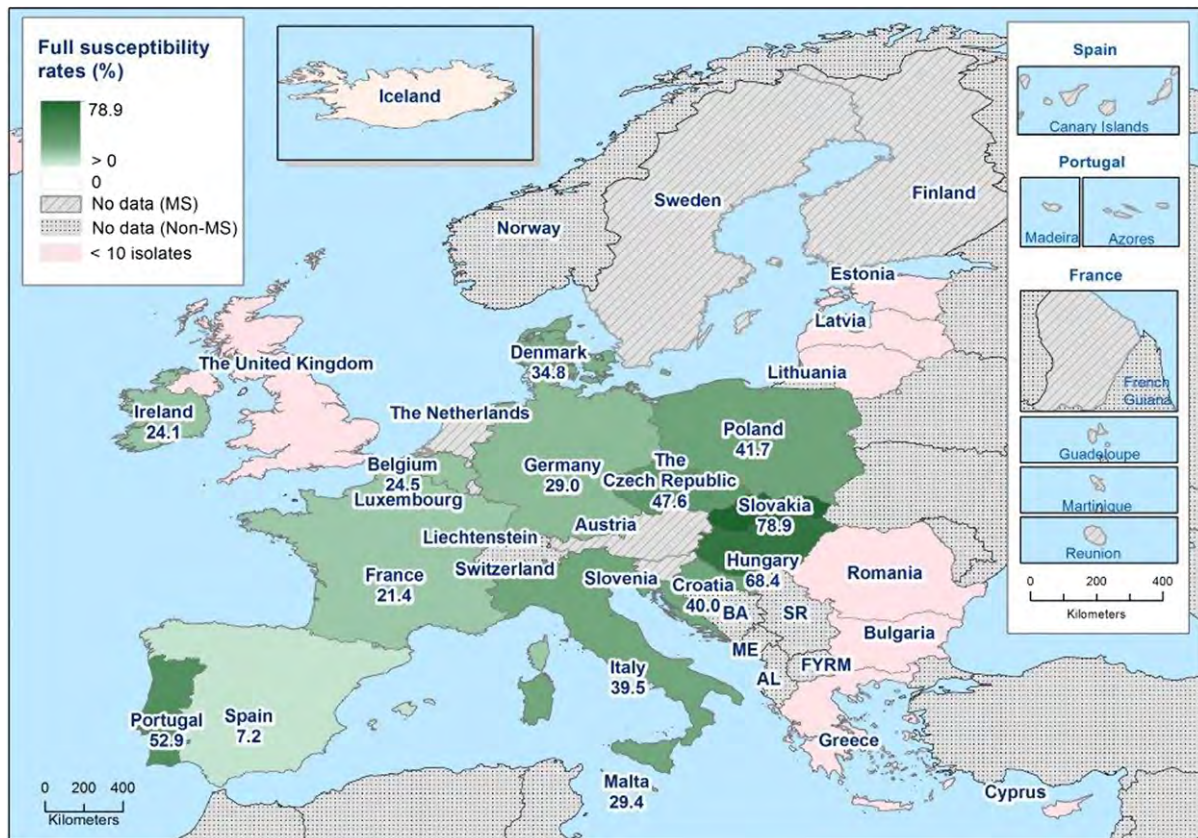 Full susceptibility
rates (%)
78.9
> 0
0
No data (MS)
No data (Non-MS)
< 10 isolates
Iceland
Spain
Canary Islands
Portugal
Madeira
Azores
France
French
Guiana
Guadeloupe
Martinique
Reunion
0 200 400
Kilometers
Norway
Sweden
Finland
Estonia
Latvia
Lithuania
Denmark
34.8
The United Kingdom
Ireland
24.1
The Netherlands
Belgium
24.5
Luxembourg
Germany
29.0
Poland
41.7
The
Czech Republic
47.6
Slovakia
78.9
Austria
Liechtenstein
Switzerland
Hungary
68.4
Slovenia
Croatia
40.0
France
21.4
Romania
BA
SR
Bulgaria
ME
FYRM
AL
Italy
39.5
Portugal
52.9
Spain
7.2
Greece
Malta
29.4
Cyprus
0 200 400
Kilometers